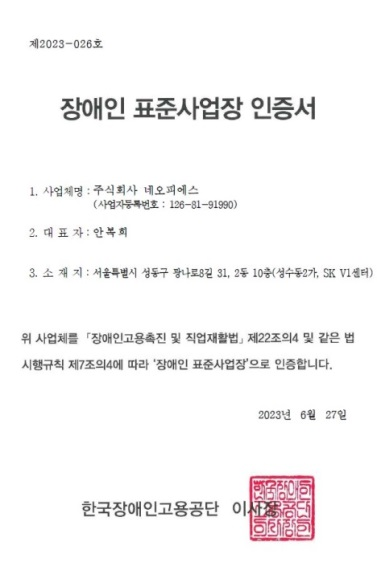 제2023-026호
장애인 표준사업장 인증서
1. 사업체명 : 주식회사 네오피에스
(사업자등록번호 : 126-81-91990)
2. 대 표 자 : 안복희
3. 소 재 지 : 서울특별시 성동구 광나로8길 31, 2동 10층(성수동2가, SK V1센터)
위 사업체를 「장애인고용촉진 및 직업재활법」 제22조의4 및 같은 법
시행규칙 제7조의4에 따라 '장애인 표준사업장'으로 인증합니다.
2023년 6월 27일
한국장애인고용공단 이사장